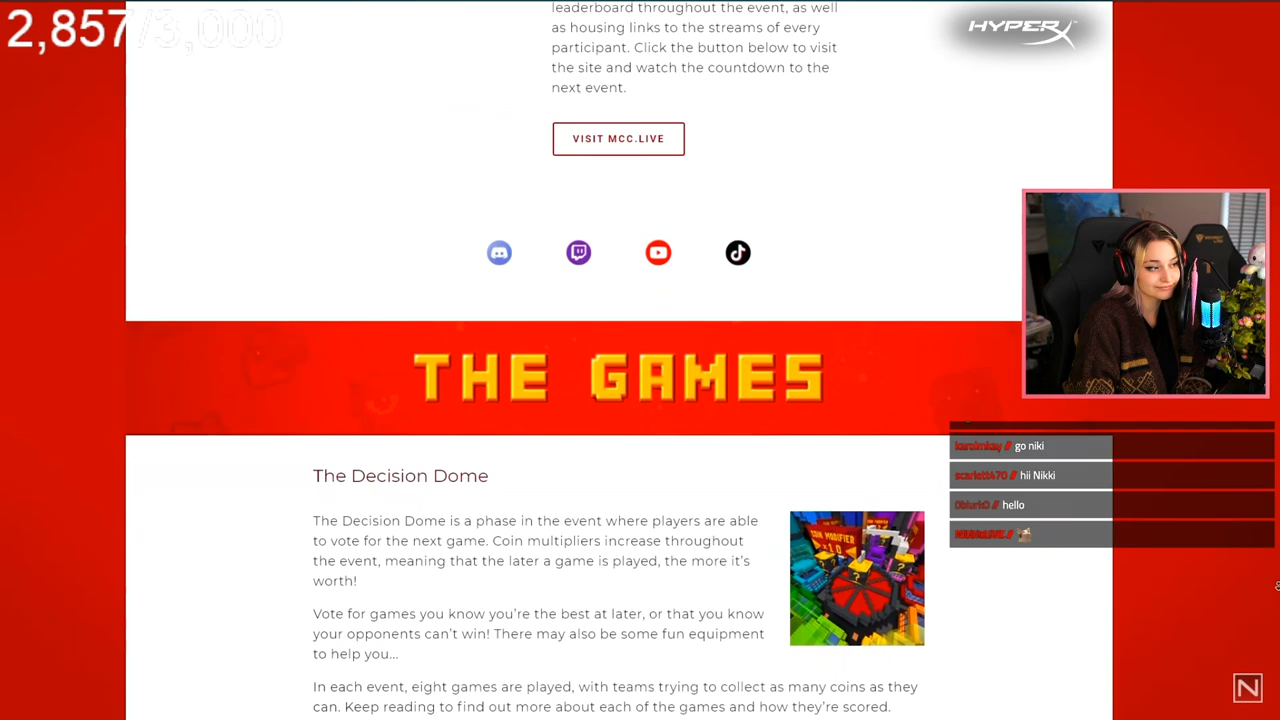 2,857/3,000
leaderboard throughout the event, as well
as housing links to the streams of every
participant. Click the button below to visit
the site and watch the countdown to the
next event.
HYPERX
VISIT MCC.LIVE
THE GAMES
karolmkay // go niki
scarlett470 // hii Nikki
// hello
The Decision Dome
The Decision Dome is a phase in the event where players are able
to vote for the next game. Coin multipliers increase throughout
the event, meaning that the later a game is played, the more it's
worth!
COIN MODIFIER
x1.0
Vote for games you know you're the best at later, or that you know
your opponents can't win! There may also be some fun equipment
to help you...
In each event, eight games are played, with teams trying to collect as many coins as they
can. Keep reading to find out more about each of the games and how they're scored.
N